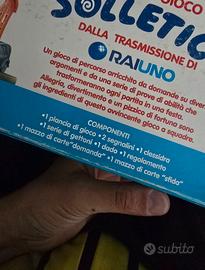 GIOCO
SOLLETICO
DALLA TRASMISSIONE DI
RAIUNO
Un gioco di percorso arricchito da domande su diversi
argomenti e da una serie di prove di abilità che
trasformeranno ogni partita in una festa.
Allegria, divertimento e un pizzico di fortuna sono
gli ingredienti di questo avvincente gioco a squadre.
COMPONENTI
•1 plancia di gioco •2 segnalini •1 clessidra
•1 serie di gettoni •1 dado •1 regolamento
•1 mazzo di carte "domanda" •1 mazzo di carte "sfida"
subito